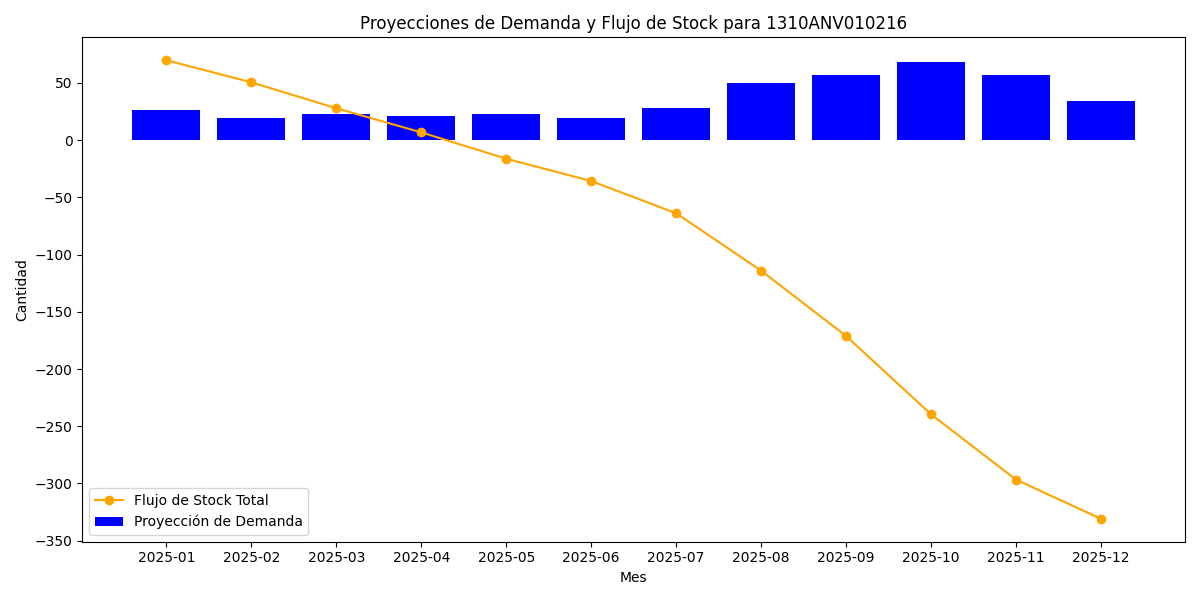 Proyecciones de Demanda y Flujo de Stock para 1310ANV010216
50
0
−50
−100
−150
−200
−250
−300
−350
Cantidad
Flujo de Stock Total
Proyección de Demanda
2025-01 2025-02 2025-03 2025-04 2025-05 2025-06 2025-07 2025-08 2025-09 2025-10 2025-11 2025-12
Mes